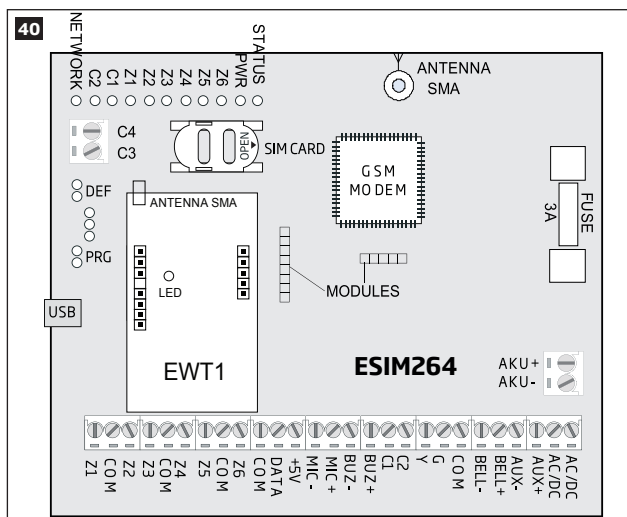 40
NETWORK
C2
C1
Z1
Z2
Z3
Z4
Z5
Z6
PWR
STATUS
ANTENNA
SMA
C4
C3
OPEN
SIM CARD
GSM
MODEM
FUSE
3A
DEF
ANTENNA SMA
PRG
LED
MODULES
USB
EWT1
ESIM264
AKU+
AKU-
Z1
COM
Z2
Z3
COM
Z4
Z5
COM
Z6
COM
DATA
+5V
MIC-
MIC+
BUZ-
BUZ+
C1
C2
Y
G
COM
BELL-
BELL+
AUX-
AUX+
AC/DC
AC/DC